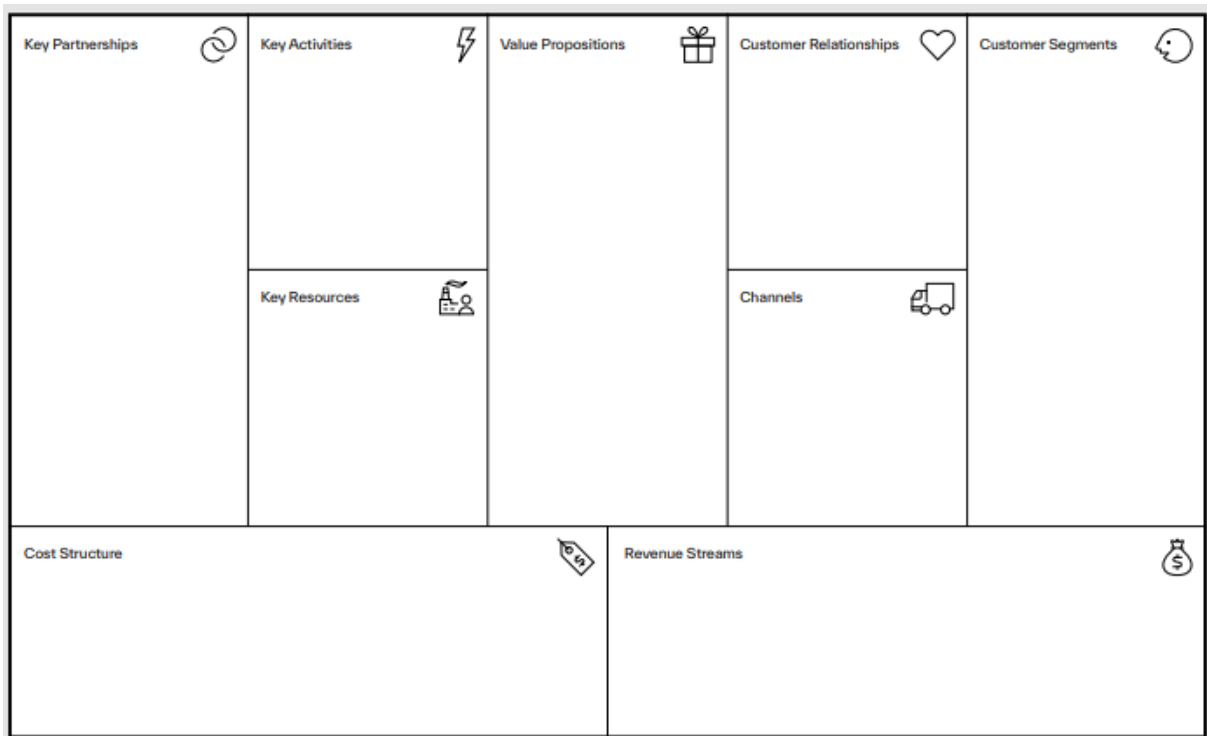 Key Partnerships
Key Activities
Value Propositions
Customer Relationships
Customer Segments
Key Resources
Channels
Cost Structure
Revenue Streams